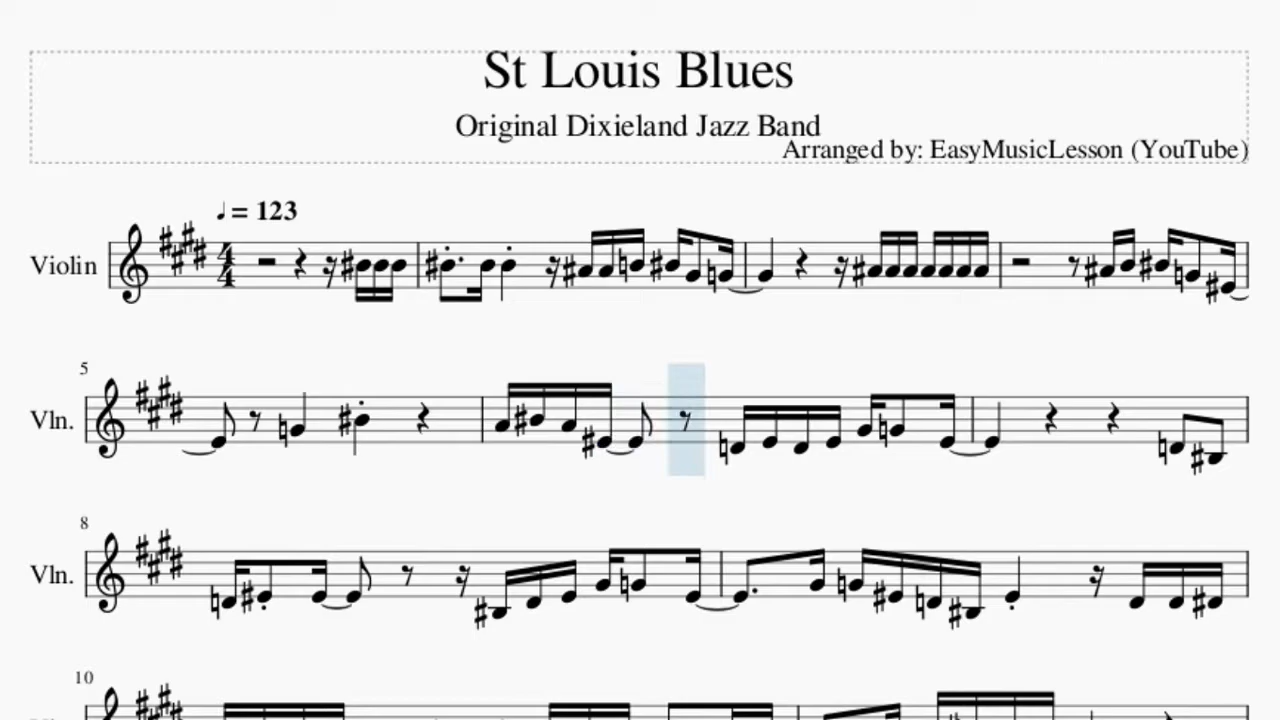 St Louis Blues
Original Dixieland Jazz Band
Arranged by: EasyMusicLesson (YouTube)
♩ = 123
Violin
4
4
5
Vln.
8
Vln.
10